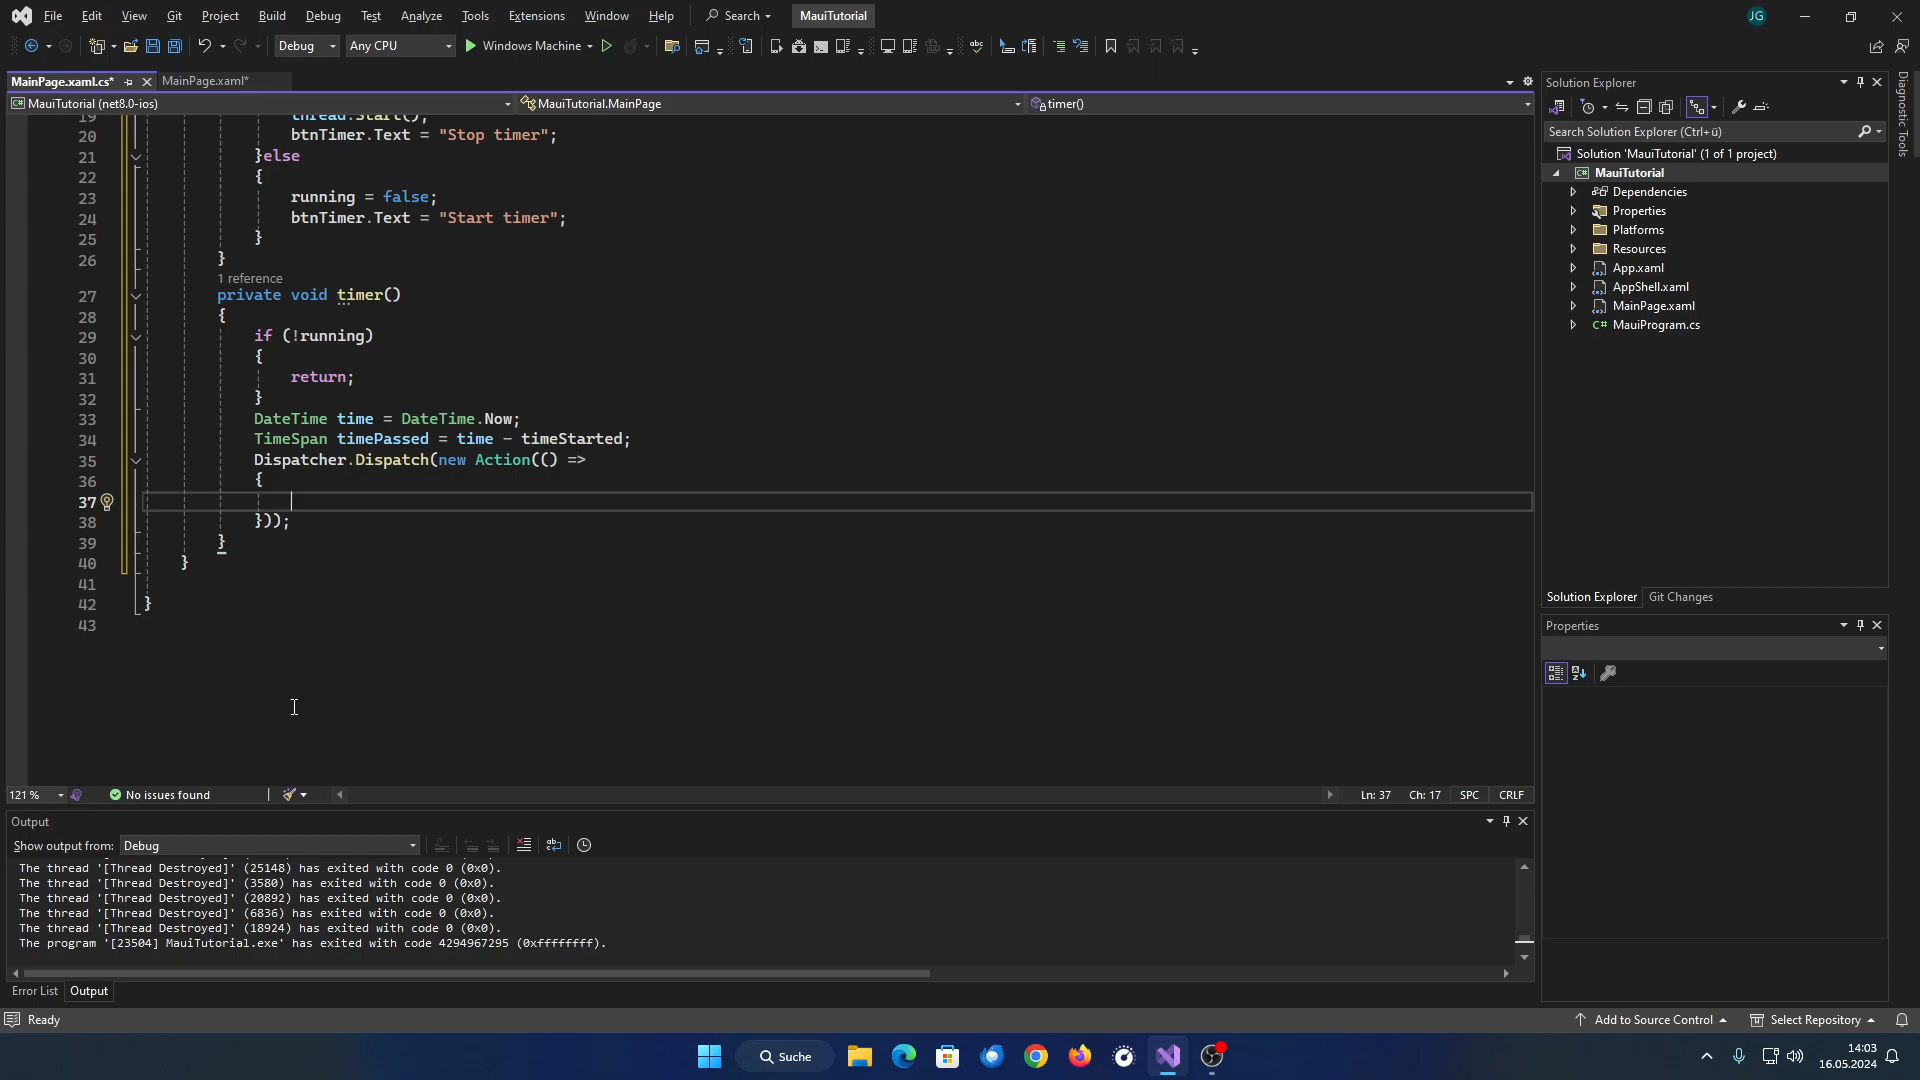 File Edit View Git Project Build Debug Test Analyze Tools Extensions Window Help Search MauiTutorial JG
Debug Any CPU Windows Machine
MainPage.xaml.cs* MainPage.xaml*
MauiTutorial (net8.0-ios) MauiTutorial.MainPage timer()
19 thread.Start();
20 btnTimer.Text = "Stop timer";
21 }else
22 {
23 running = false;
24 btnTimer.Text = "Start timer";
25 }
26 }
1 reference
27 private void timer()
28 {
29 if (!running)
30 {
31 return;
32 }
33 DateTime time = DateTime.Now;
34 TimeSpan timePassed = time - timeStarted;
35 Dispatcher.Dispatch(new Action(() =>
36 {
37
38 }));
39 }
40 }
41
42 }
43
121 % No issues found Ln: 37 Ch: 17 SPC CRLF
Output
Show output from: Debug
The thread '[Thread Destroyed]' (25148) has exited with code 0 (0x0).
The thread '[Thread Destroyed]' (3580) has exited with code 0 (0x0).
The thread '[Thread Destroyed]' (20892) has exited with code 0 (0x0).
The thread '[Thread Destroyed]' (6836) has exited with code 0 (0x0).
The thread '[Thread Destroyed]' (18924) has exited with code 0 (0x0).
The program '[23504] MauiTutorial.exe' has exited with code 4294967295 (0xffffffff).
Error List Output
Solution Explorer
Search Solution Explorer (Ctrl+ü)
Solution 'MauiTutorial' (1 of 1 project)
MauiTutorial
Dependencies
Properties
Platforms
Resources
App.xaml
AppShell.xaml
MainPage.xaml
C# MauiProgram.cs
Solution Explorer Git Changes
Properties
Diagnostic Tools
Ready Add to Source Control Select Repository
Suche
14:03
16.05.2024